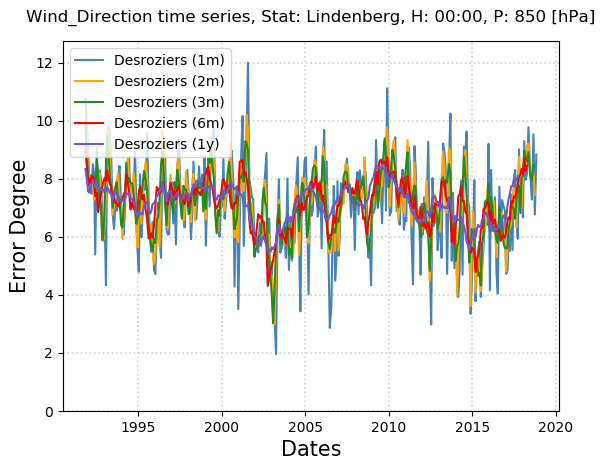 Wind_Direction time series, Stat: Lindenberg, H: 00:00, P: 850 [hPa]
Desroziers (1m)
Desroziers (2m)
Desroziers (3m)
Desroziers (6m)
Desroziers (1y)
Error Degree
12
10
8
6
4
2
0
1995
2000
2005
2010
2015
2020
Dates